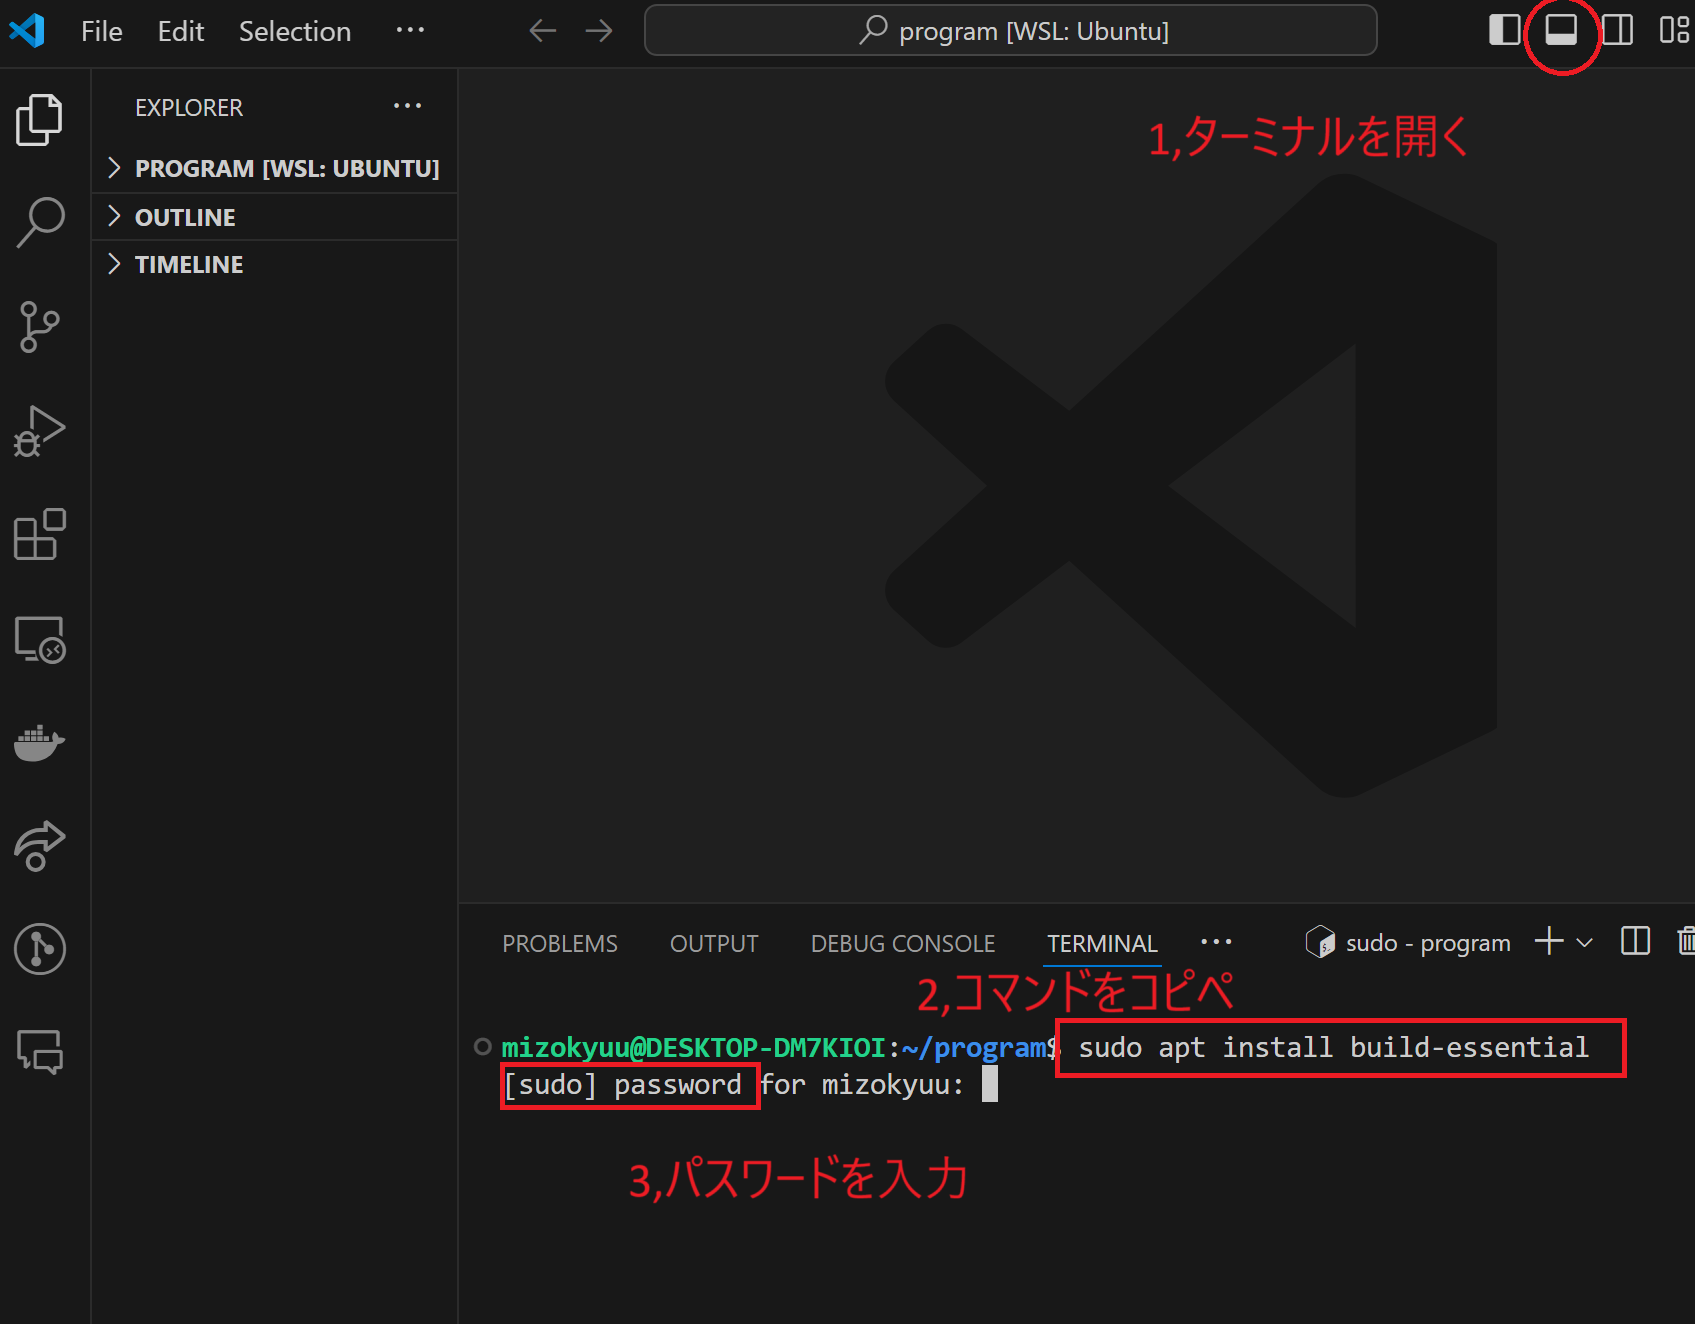 File Edit Selection ···
program [WSL: Ubuntu]
EXPLORER ···
PROGRAM [WSL: UBUNTU]
OUTLINE
TIMELINE
1,ターミナルを開く
PROBLEMS OUTPUT DEBUG CONSOLE TERMINAL ··· sudo - program
2,コマンドをコピペ
mizokyuu@DESKTOP-DM7KIOI:~/program$ sudo apt install build-essential
[sudo] password for mizokyuu:
3,パスワードを入力